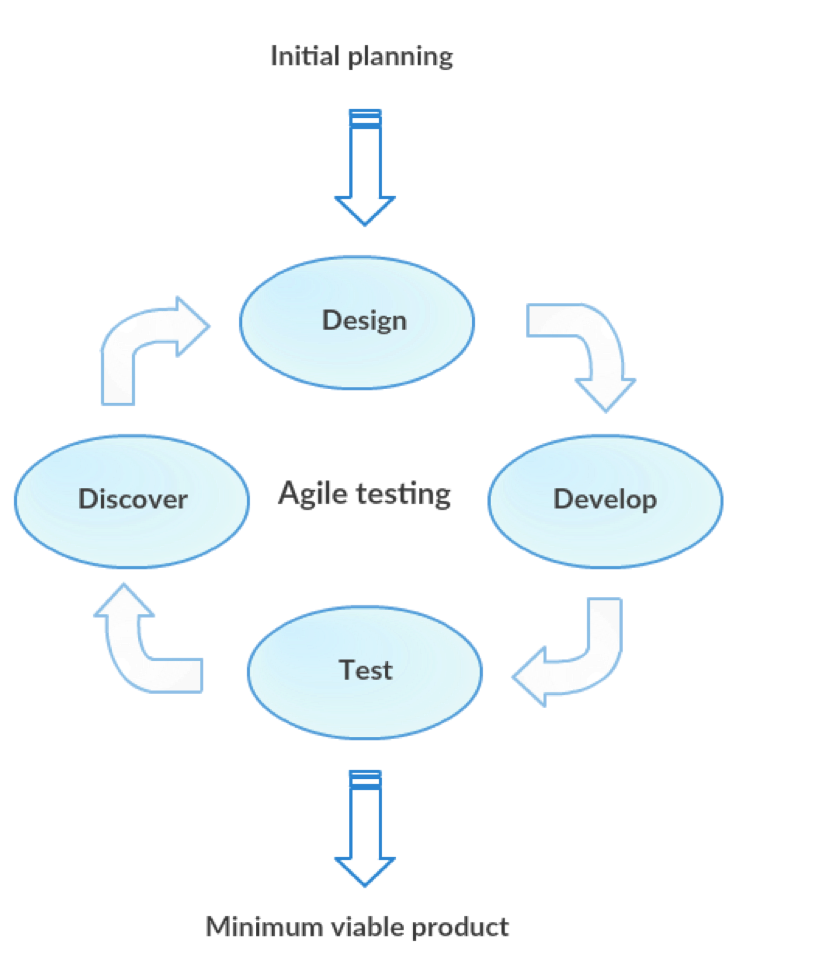 Initial planning
Design
Discover
Agile testing
Develop
Test
Minimum viable product